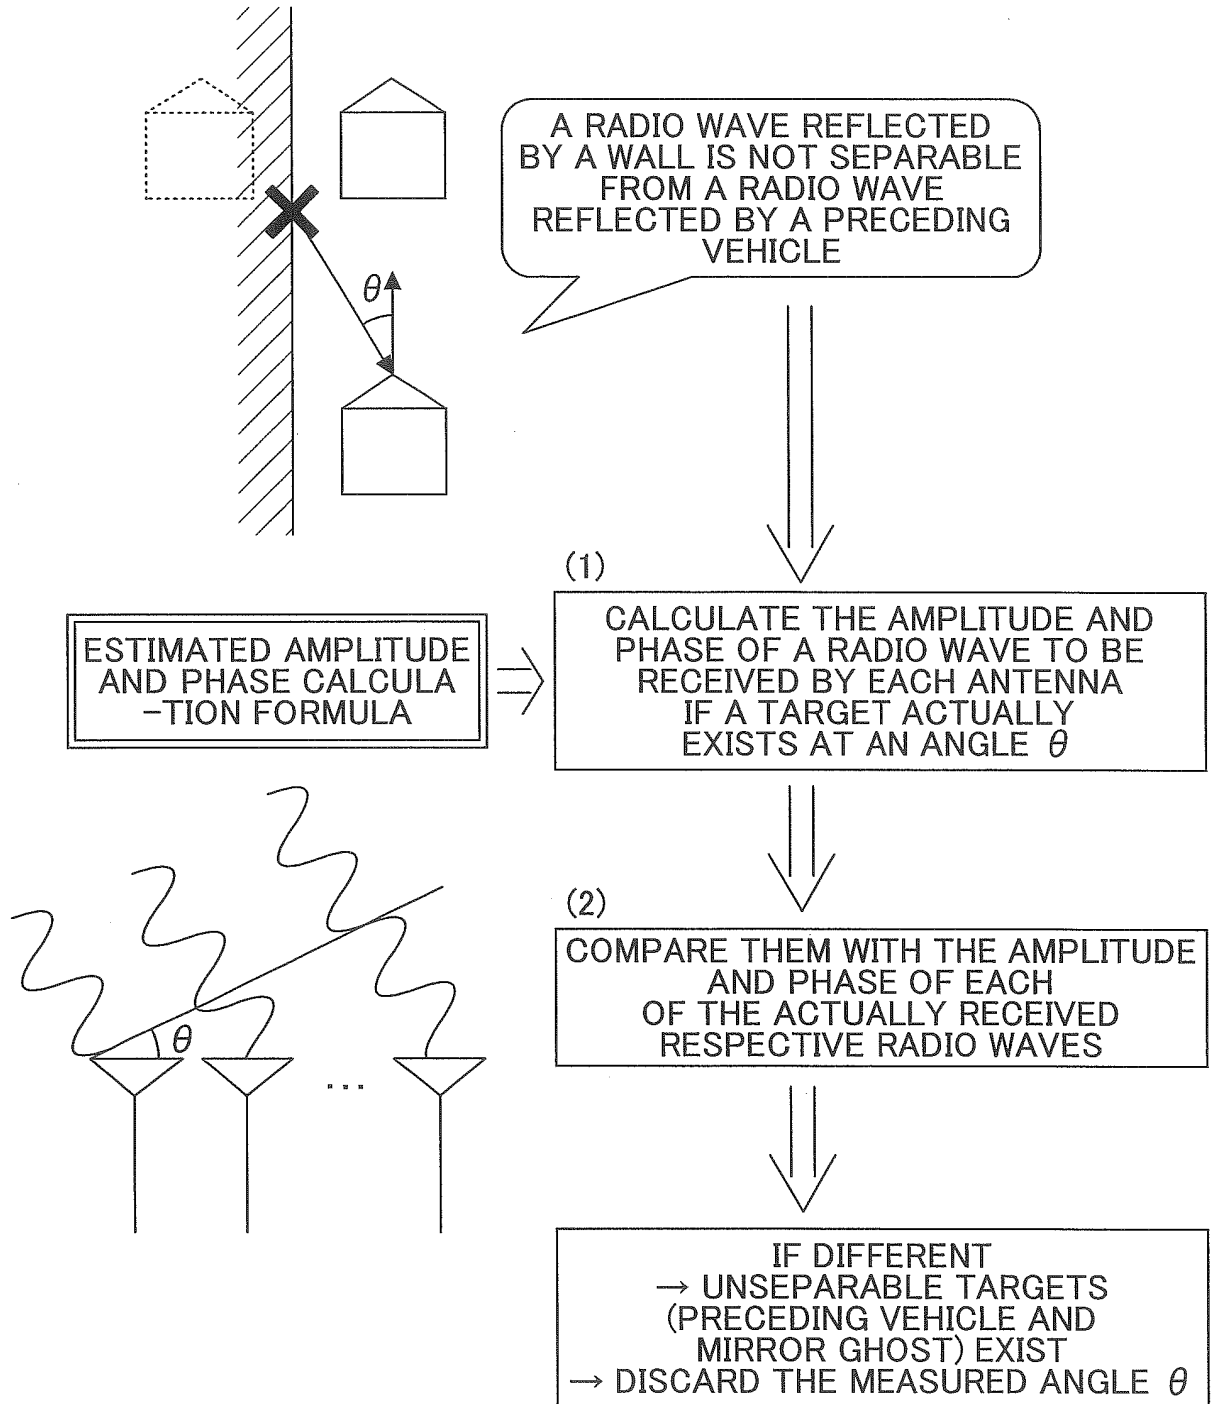 A RADIO WAVE REFLECTED
BY A WALL IS NOT SEPARABLE
FROM A RADIO WAVE
REFLECTED BY A PRECEDING
VEHICLE
θ
(1)
CALCULATE THE AMPLITUDE AND
PHASE OF A RADIO WAVE TO BE
RECEIVED BY EACH ANTENNA
IF A TARGET ACTUALLY
EXISTS AT AN ANGLE θ
ESTIMATED AMPLITUDE
AND PHASE CALCULA
-TION FORMULA
(2)
COMPARE THEM WITH THE AMPLITUDE
AND PHASE OF EACH
OF THE ACTUALLY RECEIVED
RESPECTIVE RADIO WAVES
θ
...
IF DIFFERENT
→ UNSEPARABLE TARGETS
(PRECEDING VEHICLE AND
MIRROR GHOST) EXIST
→ DISCARD THE MEASURED ANGLE θ